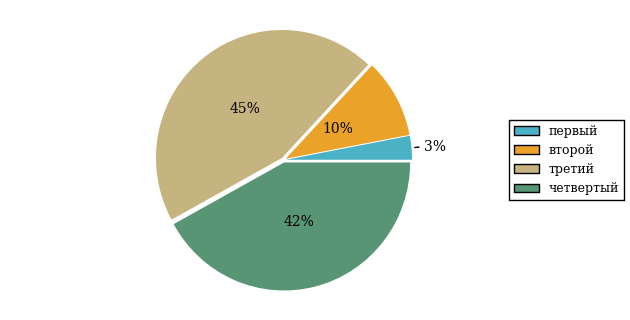 45%
10%
3%
42%
первый
второй
третий
четвертый